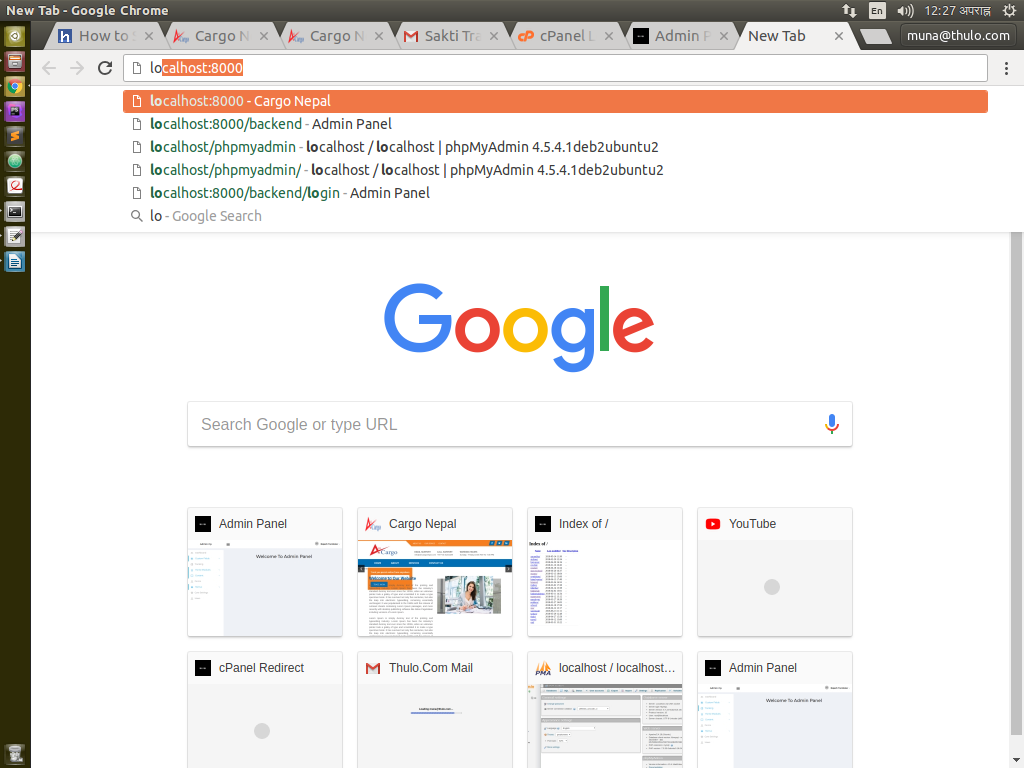 New Tab - Google Chrome
En
12:27 अपराह्न
How to S
Cargo N
Cargo N
Sakti Tra
cPanel L
Admin P
New Tab
muna@thulo.com
localhost:8000
localhost:8000 - Cargo Nepal
localhost:8000/backend - Admin Panel
localhost/phpmyadmin - localhost / localhost | phpMyAdmin 4.5.4.1deb2ubuntu2
localhost/phpmyadmin/ - localhost / localhost | phpMyAdmin 4.5.4.1deb2ubuntu2
localhost:8000/backend/login - Admin Panel
lo - Google Search
Google
Search Google or type URL
Admin Panel
Cargo Nepal
Index of /
YouTube
Welcome To Admin Panel
Cargo
Welcome to Our Website
Index of /
cPanel Redirect
Thulo.Com Mail
PMA
localhost / localhost...
Admin Panel
Welcome To Admin Panel